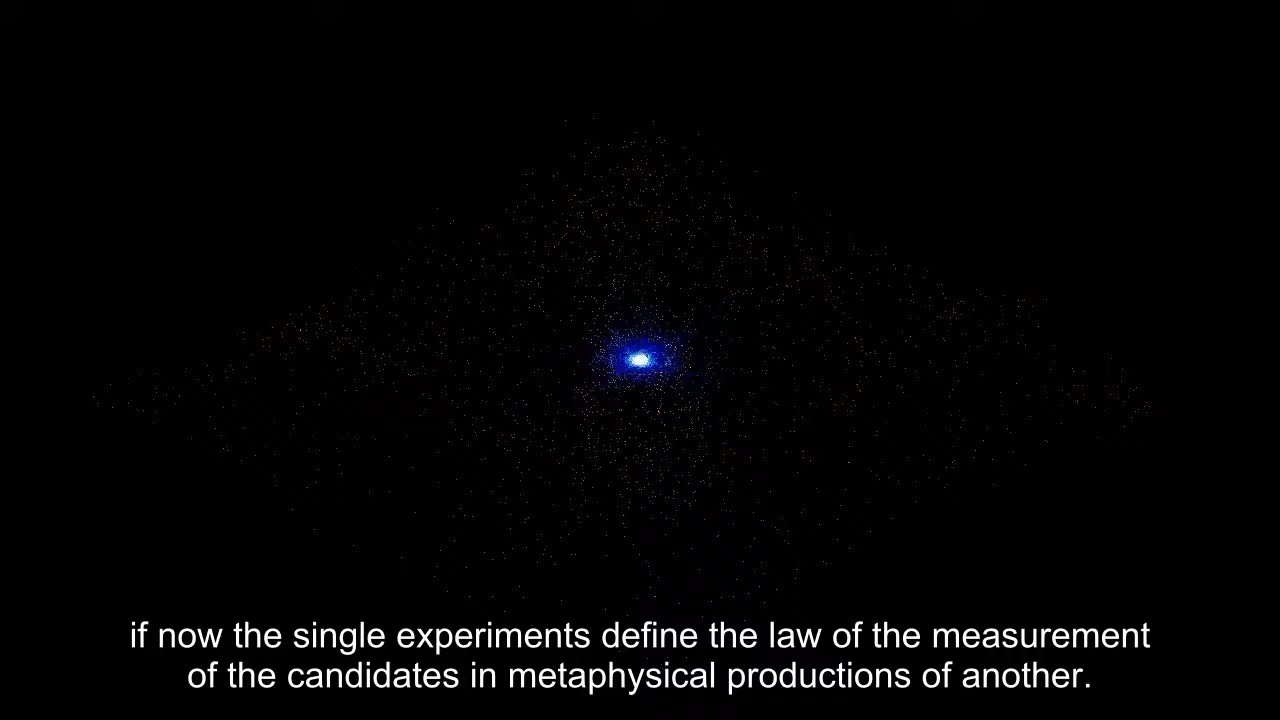 if now the single experiments define the law of the measurement
of the candidates in metaphysical productions of another.